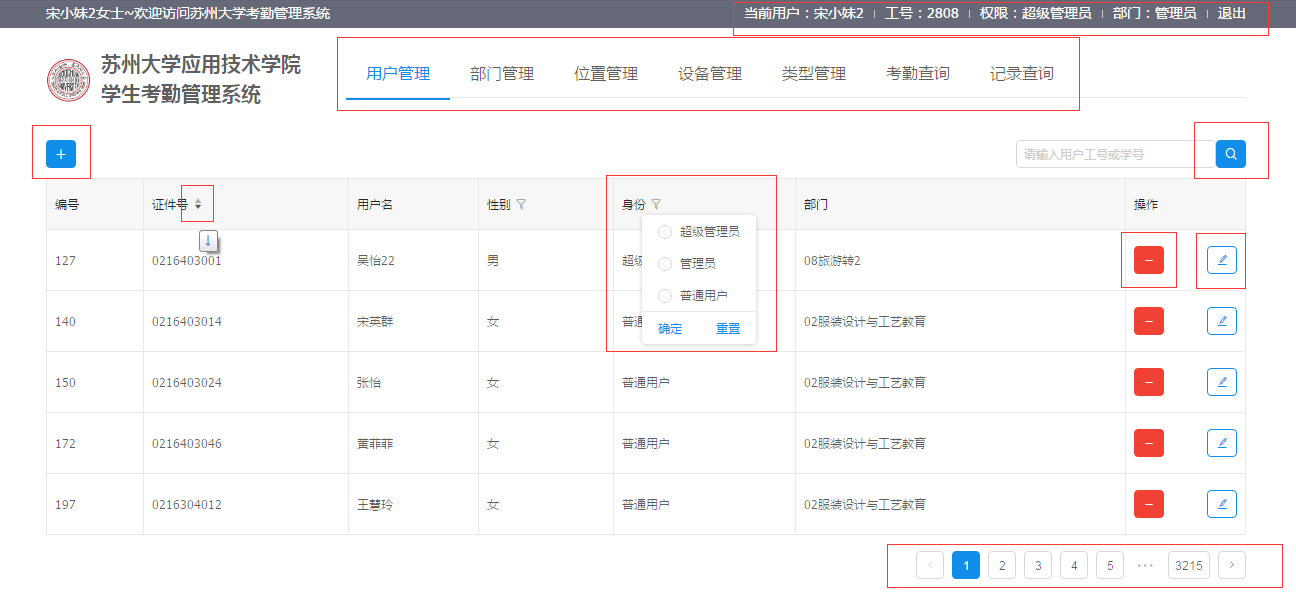 宋小妹2女士~欢迎访问苏州大学考勤管理系统
当前用户：宋小妹2 | 工号：2808 | 权限：超级管理员 | 部门：管理员 | 退出
苏州大学应用技术学院
学生考勤管理系统
用户管理 部门管理 位置管理 设备管理 类型管理 考勤查询 记录查询
+
请输入用户工号或学号
编号 证件号 用户名 性别 身份 部门 操作
127 0216403001 吴怡22 男 超级 08旅游转2
140 0216403014 宋英群 女 普通 02服装设计与工艺教育
超级管理员
管理员
普通用户
确定 重置
150 0216403024 张怡 女 普通用户 02服装设计与工艺教育
172 0216403046 黄菲菲 女 普通用户 02服装设计与工艺教育
197 0216304012 王慧玲 女 普通用户 02服装设计与工艺教育
< 1 2 3 4 5 ••• 3215 >